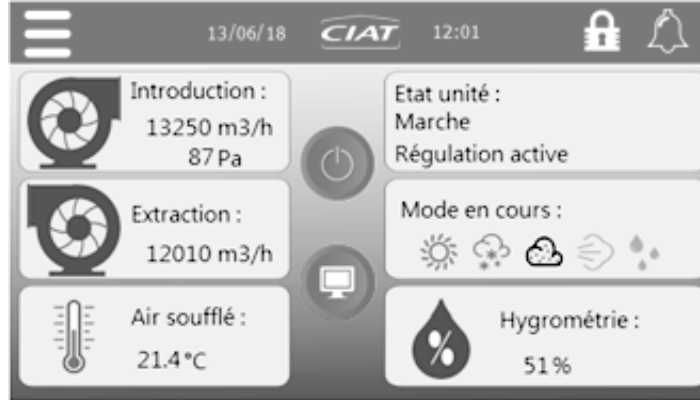 13/06/18 CIAT 12:01
Introduction :
13250 m3/h
87 Pa
Extraction :
12010 m3/h
Air soufflé :
21.4°C
Etat unité :
Marche
Régulation active
Mode en cours :
Hygrométrie :
%
51%